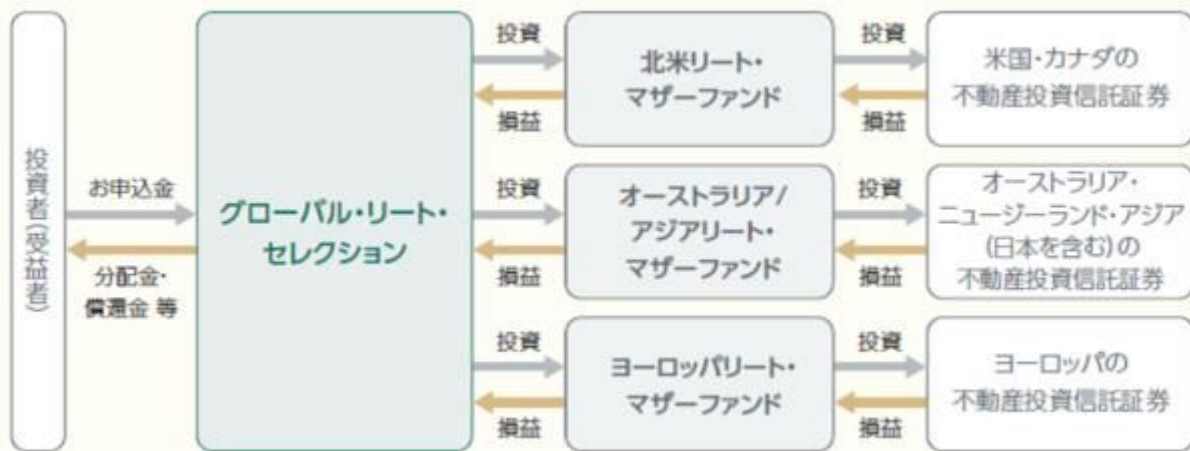 投資者(受益者)
お申込金
分配金・
償還金 等
グローバル・リート・
セレクション
投資
損益
北米リート・
マザーファンド
投資
損益
米国・カナダの
不動産投資信託証券
投資
損益
オーストラリア/
アジアリート・
マザーファンド
投資
損益
オーストラリア・
ニュージーランド・アジア
(日本を含む)の
不動産投資信託証券
投資
損益
ヨーロッパリート・
マザーファンド
投資
損益
ヨーロッパの
不動産投資信託証券